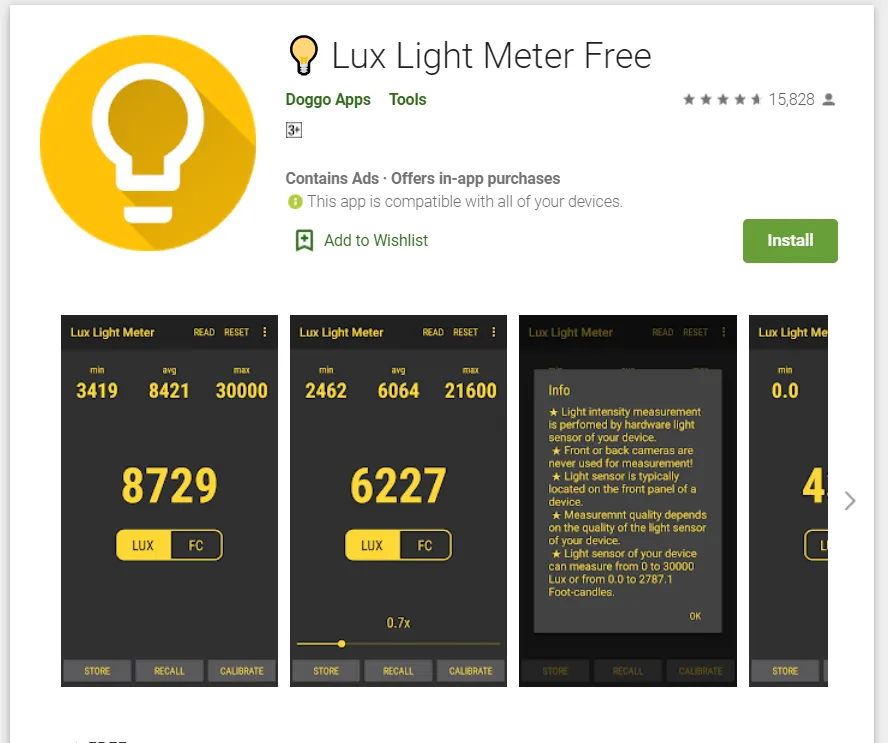 Lux Light Meter Free
Doggo Apps Tools
15,828
3+
Contains Ads · Offers in-app purchases
This app is compatible with all of your devices.
Add to Wishlist
Install
Lux Light Meter READ RESET
min avg max
3419 8421 30000
8729
LUX FC
STORE RECALL CALIBRATE
Lux Light Meter READ RESET
min avg max
2462 6064 21600
6227
LUX FC
0.7x
STORE RECALL CALIBRATE
Lux Light Meter READ RESET
Info
★ Light intensity measurement
is perfomed by hardware light
sensor of your device.
★ Front or back cameras are
never used for measurement!
★ Light sensor is typically
located on the front panel of a
device.
★ Measuremnt quality depends
on the quality of the light sensor
of your device.
★ Light sensor of your device
can measure from 0 to 30000
Lux or from 0.0 to 2787.1
Foot-candles.
OK
STORE RECALL CALIBRATE
Lux Light Me
min
0.0
STORE